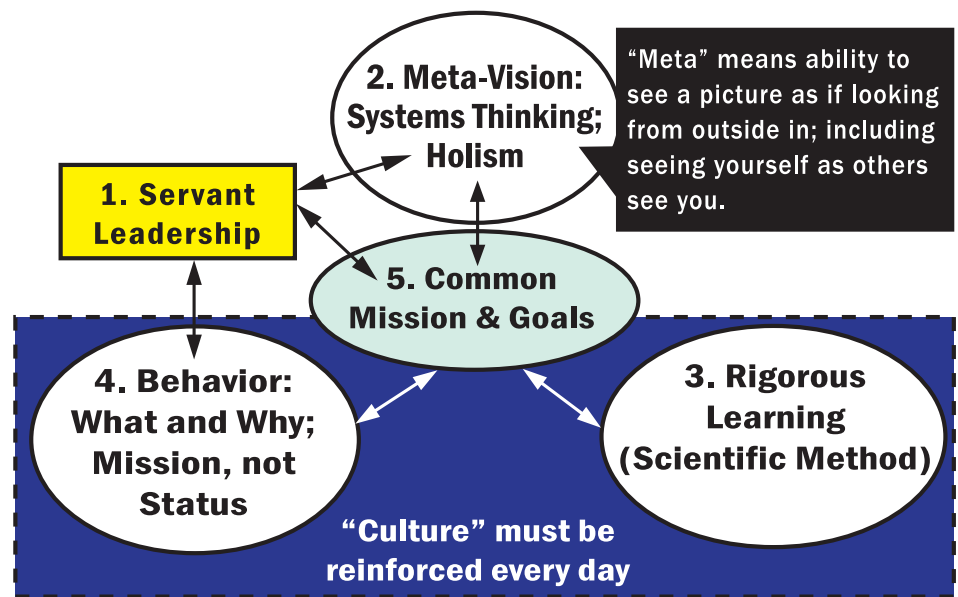 2. Meta-Vision:
Systems Thinking;
Holism
“Meta” means ability to
see a picture as if looking
from outside in; including
seeing yourself as others
see you.
1. Servant
Leadership
5. Common
Mission & Goals
4. Behavior:
What and Why;
Mission, not
Status
3. Rigorous
Learning
(Scientific Method)
“Culture” must be
reinforced every day